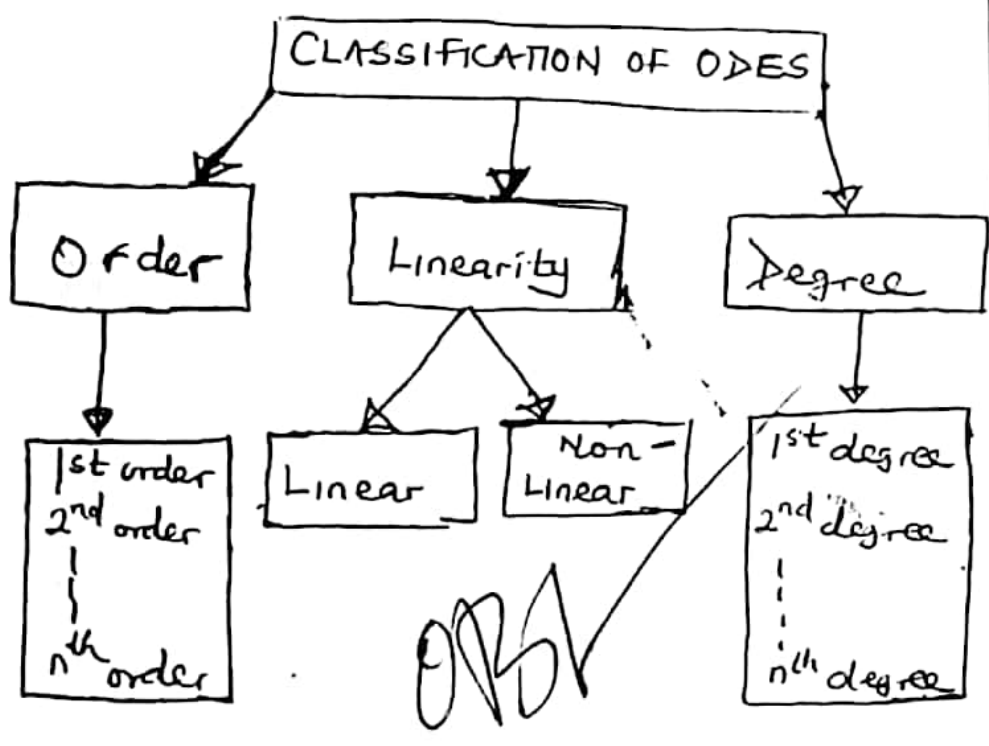 CLASSIFICATION OF ODES
Order
Linearity
Degree
1st order
2nd order
nth order
Linear
Non-
Linear
1st degree
2nd degree
nth degree